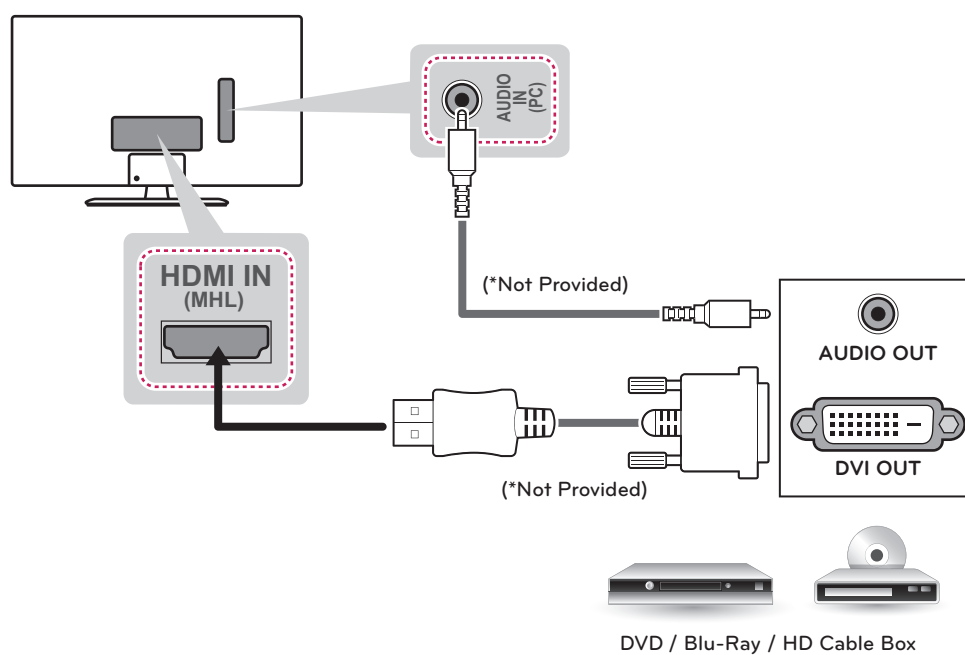 AUDIO
IN
(PC)
HDMI IN
(MHL)
(*Not Provided)
AUDIO OUT
DVI OUT
(*Not Provided)
DVD / Blu-Ray / HD Cable Box